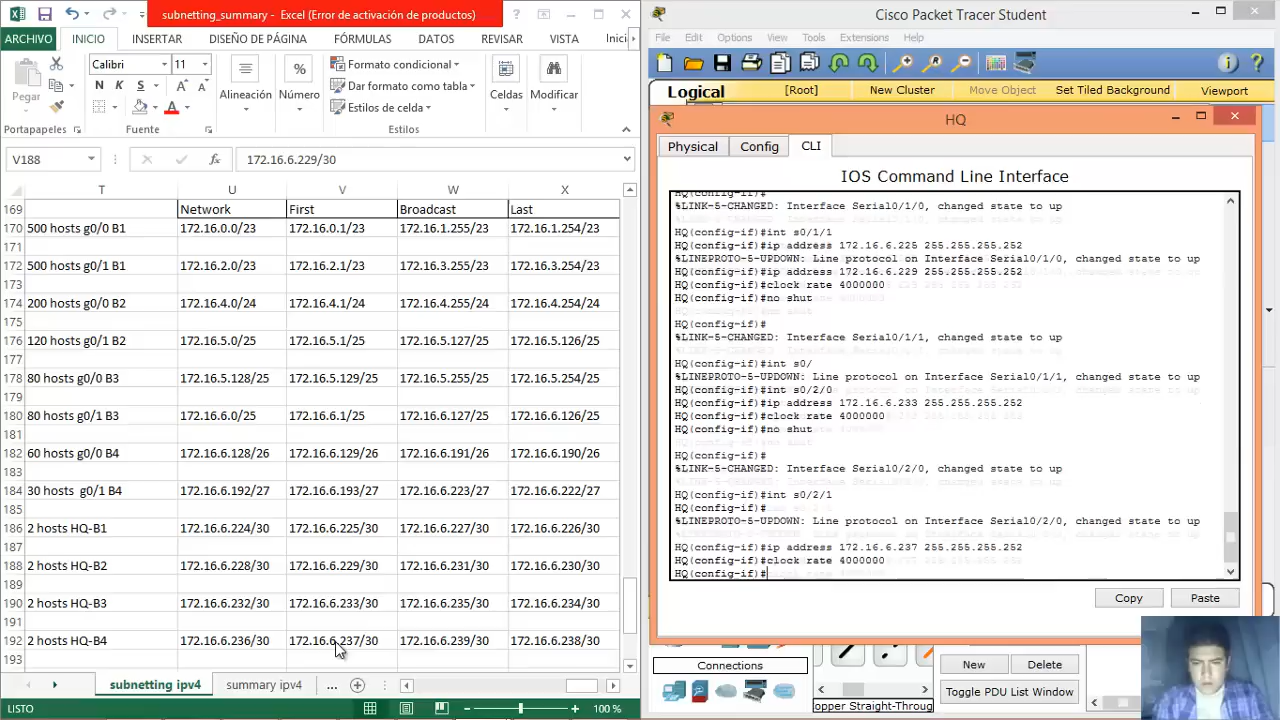 subnetting_summary - Excel (Error de activación de productos)
ARCHIVO INICIO INSERTAR DISEÑO DE PÁGINA FÓRMULAS DATOS REVISAR VISTA Inici
Pegar
Calibri 11
N K S
Alineación
Número
Formato condicional
Dar formato como tabla
Estilos de celda
Celdas
Modificar
Portapapeles Fuente Estilos
V188 172.16.6.229/30
T U V W X
169 Network First Broadcast Last
170 500 hosts g0/0 B1 172.16.0.0/23 172.16.0.1/23 172.16.1.255/23 172.16.1.254/23
171
172 500 hosts g0/1 B1 172.16.2.0/23 172.16.2.1/23 172.16.3.255/23 172.16.3.254/23
173
174 200 hosts g0/0 B2 172.16.4.0/24 172.16.4.1/24 172.16.4.255/24 172.16.4.254/24
175
176 120 hosts g0/1 B2 172.16.5.0/25 172.16.5.1/25 172.16.5.127/25 172.16.5.126/25
177
178 80 hosts g0/0 B3 172.16.5.128/25 172.16.5.129/25 172.16.5.255/25 172.16.5.254/25
179
180 80 hosts g0/1 B3 172.16.6.0/25 172.16.6.1/25 172.16.6.127/25 172.16.6.126/25
181
182 60 hosts g0/0 B4 172.16.6.128/26 172.16.6.129/26 172.16.6.191/26 172.16.6.190/26
183
184 30 hosts g0/1 B4 172.16.6.192/27 172.16.6.193/27 172.16.6.223/27 172.16.6.222/27
185
186 2 hosts HQ-B1 172.16.6.224/30 172.16.6.225/30 172.16.6.227/30 172.16.6.226/30
187
188 2 hosts HQ-B2 172.16.6.228/30 172.16.6.229/30 172.16.6.231/30 172.16.6.230/30
189
190 2 hosts HQ-B3 172.16.6.232/30 172.16.6.233/30 172.16.6.235/30 172.16.6.234/30
191
192 2 hosts HQ-B4 172.16.6.236/30 172.16.6.237/30 172.16.6.239/30 172.16.6.238/30
193
subnetting ipv4 summary ipv4 ...
LISTO 100 %
Cisco Packet Tracer Student
File Edit Options View Tools Extensions Help
Logical [Root] New Cluster Move Object Set Tiled Background Viewport
HQ
Physical Config CLI
IOS Command Line Interface
HQ(config-if)#
%LINK-5-CHANGED: Interface Serial0/1/0, changed state to up
HQ(config-if)#int s0/1/1
HQ(config-if)#ip address 172.16.6.225 255.255.255.252
%LINEPROTO-5-UPDOWN: Line protocol on Interface Serial0/1/0, changed state to up
HQ(config-if)#ip address 172.16.6.229 255.255.255.252
HQ(config-if)#clock rate 4000000
HQ(config-if)#no shut
HQ(config-if)#
%LINK-5-CHANGED: Interface Serial0/1/1, changed state to up
HQ(config-if)#int s0/
%LINEPROTO-5-UPDOWN: Line protocol on Interface Serial0/1/1, changed state to up
HQ(config-if)#int s0/2/0
HQ(config-if)#ip address 172.16.6.233 255.255.255.252
HQ(config-if)#clock rate 4000000
HQ(config-if)#no shut
HQ(config-if)#
%LINK-5-CHANGED: Interface Serial0/2/0, changed state to up
HQ(config-if)#int s0/2/1
HQ(config-if)#
%LINEPROTO-5-UPDOWN: Line protocol on Interface Serial0/2/0, changed state to up
HQ(config-if)#ip address 172.16.6.237 255.255.255.252
HQ(config-if)#clock rate 4000000
HQ(config-if)#
Copy Paste
Connections
New Delete
Toggle PDU List Window
opper Straight-Throug